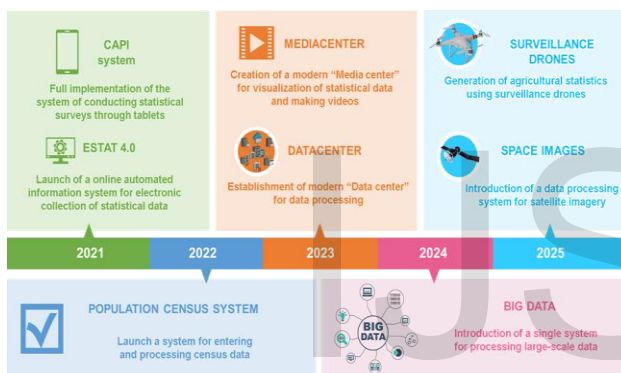 CAPI
system
Full implementation of the
system of conducting statistical
surveys through tablets
ESTAT 4.0
Launch of a online automated
information system for electronic
collection of statistical data
MEDIACENTER
Creation of a modern “Media center”
for visualization of statistical data
and making videos
DATACENTER
Establishment of modern “Data center”
for data processing
SURVEILLANCE
DRONES
Generation of agricultural statistics
using surveillance drones
SPACE IMAGES
Introduction of a data processing
system for satellite imagery
2021
2022
2023
2024
2025
POPULATION CENSUS SYSTEM
Launch a system for entering
and processing census data
BIG
DATA
BIG DATA
Introduction of a single system
for processing large-scale data
IJS